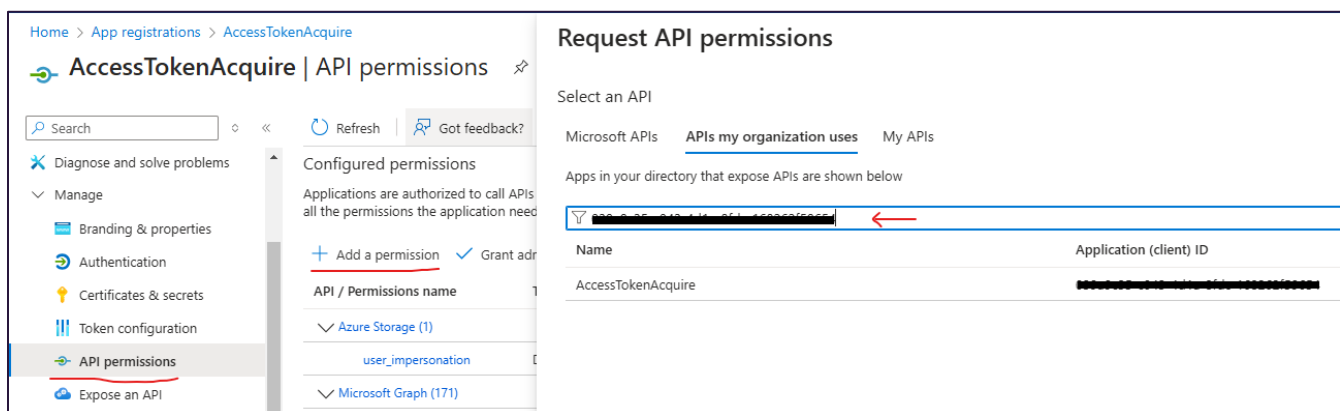 Home > App registrations > AccessTokenAcquire
AccessTokenAcquire | API permissions
Search
Diagnose and solve problems
Manage
Branding & properties
Authentication
Certificates & secrets
Token configuration
API permissions
Expose an API
Refresh
Got feedback?
Configured permissions
Applications are authorized to call APIs
all the permissions the application need
Add a permission
Grant adr
API / Permissions name
Azure Storage (1)
user_impersonation
Microsoft Graph (171)
Request API permissions
Select an API
Microsoft APIs
APIs my organization uses
My APIs
Apps in your directory that expose APIs are shown below
Name
Application (client) ID
AccessTokenAcquire